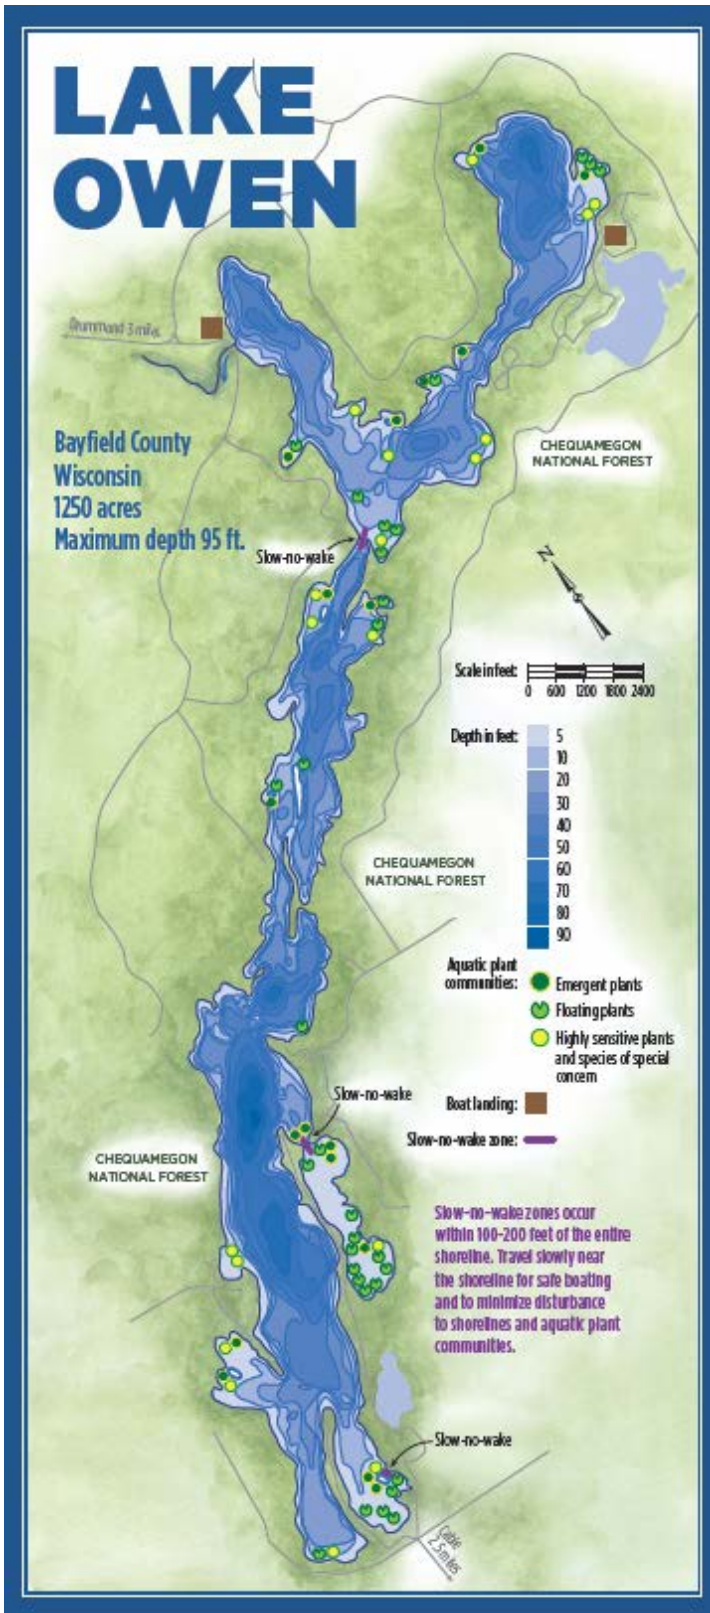 LAKE
OWEN
Drummond 3 miles
Bayfield County
Wisconsin
1250 acres
Maximum depth 95 ft.
CHEQUAMEGON
NATIONAL FOREST
Slow-no-wake
N
Scale in feet:
0 600 1200 1800 2400
Depth in feet:
5
10
20
30
40
50
60
70
80
90
CHEQUAMEGON
NATIONAL FOREST
Aquatic plant
communities:
Emergent plants
Floating plants
Highly sensitive plants
and species of special
concern
Slow-no-wake
Boat landing:
Slow-no-wake zone:
CHEQUAMEGON
NATIONAL FOREST
Slow-no-wake zones occur
within 100-200 feet of the entire
shoreline. Travel slowly near
the shoreline for safe boating
and to minimize disturbance
to shorelines and aquatic plant
communities.
Slow-no-wake
Cable
2.5 miles